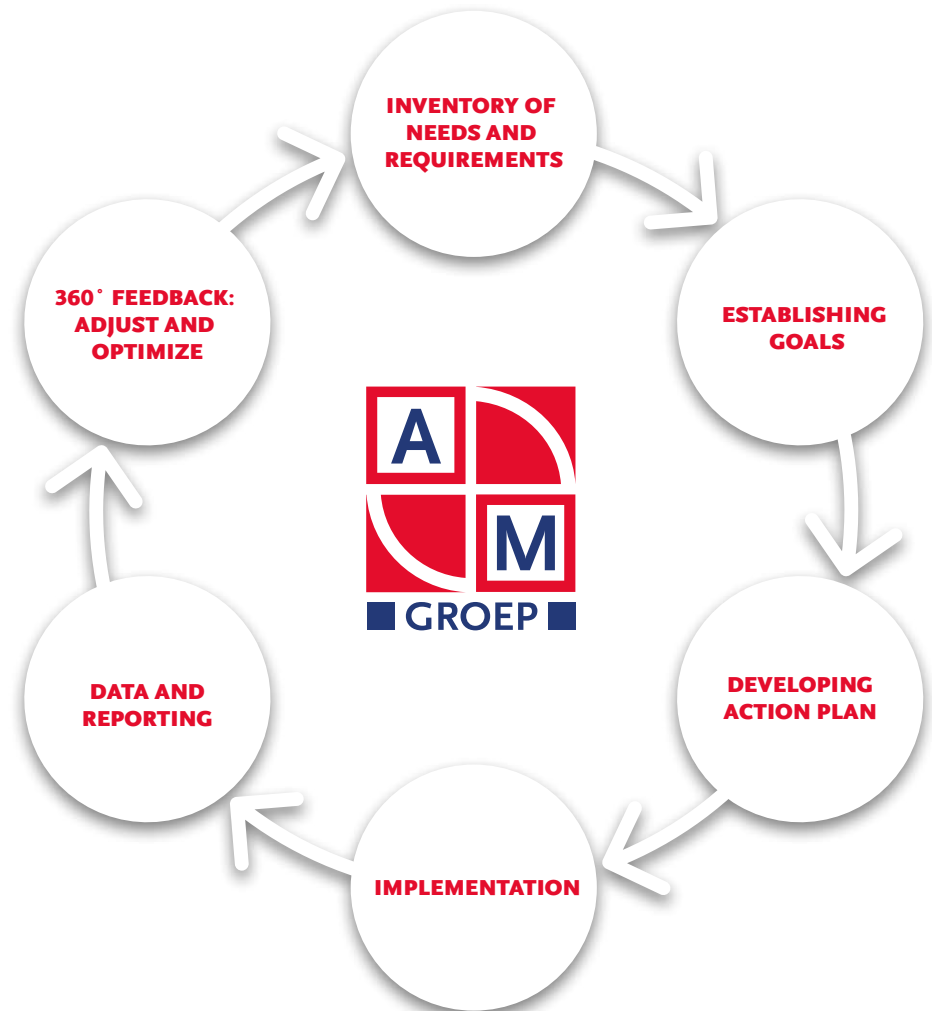 INVENTORY OF
NEEDS AND
REQUIREMENTS
ESTABLISHING
GOALS
DEVELOPING
ACTION PLAN
IMPLEMENTATION
DATA AND
REPORTING
360° FEEDBACK:
ADJUST AND
OPTIMIZE
A
M
GROEP